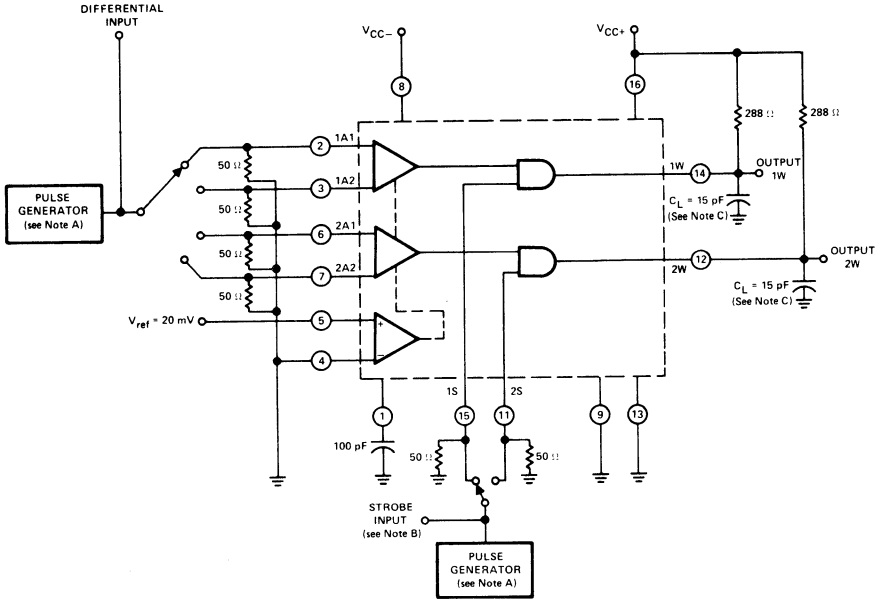 DIFFERENTIAL
INPUT
VCC−
VCC+
8
16
288 Ω
288 Ω
50 Ω
2
1A1
1W
14
OUTPUT
1W
PULSE
GENERATOR
(see Note A)
50 Ω
3
1A2
CL = 15 pF
(See Note C)
50 Ω
6
2A1
50 Ω
7
2A2
2W
12
OUTPUT
2W
CL = 15 pF
(See Note C)
Vref = 20 mV
5
+
4
−
1S
2S
1
15
11
9
13
100 pF
50 Ω
50 Ω
STROBE
INPUT
(see Note B)
PULSE
GENERATOR
(see Note A)